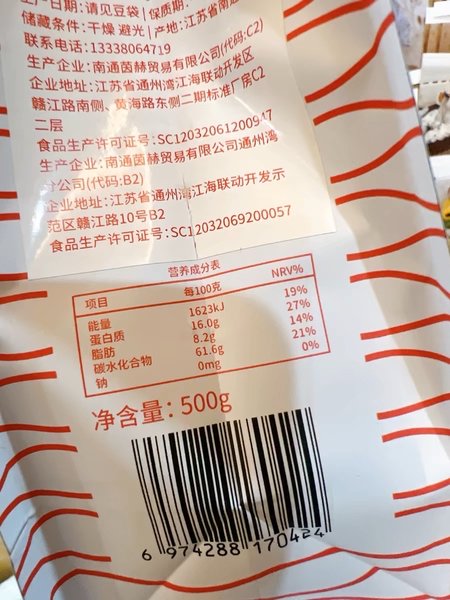 生产日期:请见豆袋|保质期:
储藏条件:干燥 避光|产地:江苏省南通
联系电话:13338064719
生产企业:南通茵赫贸易有限公司(代码:C2)
企业地址:江苏省通州湾江海联动开发区
赣江路南侧、黄海路东侧二期标准厂房C2
二层
食品生产许可证号:SC12032061200947
生产企业:南通茵赫贸易有限公司通州湾
分公司(代码:B2)
企业地址:江苏省通州湾江海联动开发示
范区赣江路10号B2
食品生产许可证号:SC12032069200057
营养成分表
项目 每100克 NRV%
能量 1623kJ 19%
蛋白质 16.0g 27%
脂肪 8.2g 14%
碳水化合物 61.6g 21%
钠 0mg 0%
净含量: 500g
6 974288 170424